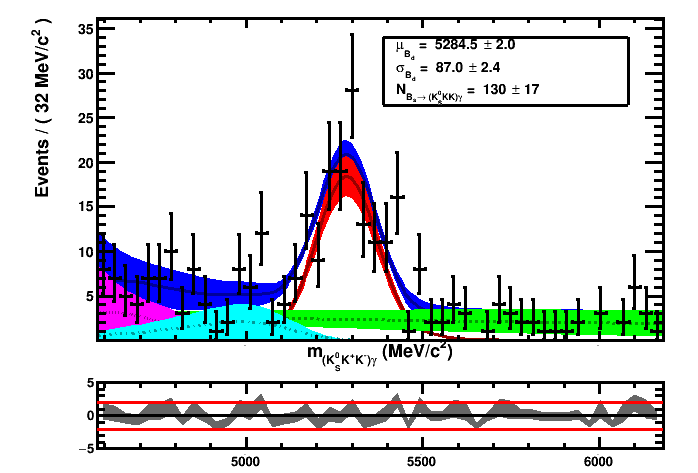 Events / ( 32 MeV/c² )
35
30
25
20
15
10
5
μ_{B_d} = 5284.5 ± 2.0
σ_{B_d} = 87.0 ± 2.4
N_{B_s→(K_S^0KK)γ} = 130 ± 17
m_{(K_S^0K^+K^-)γ} (MeV/c²)
5
0
−5
5000 5500 6000